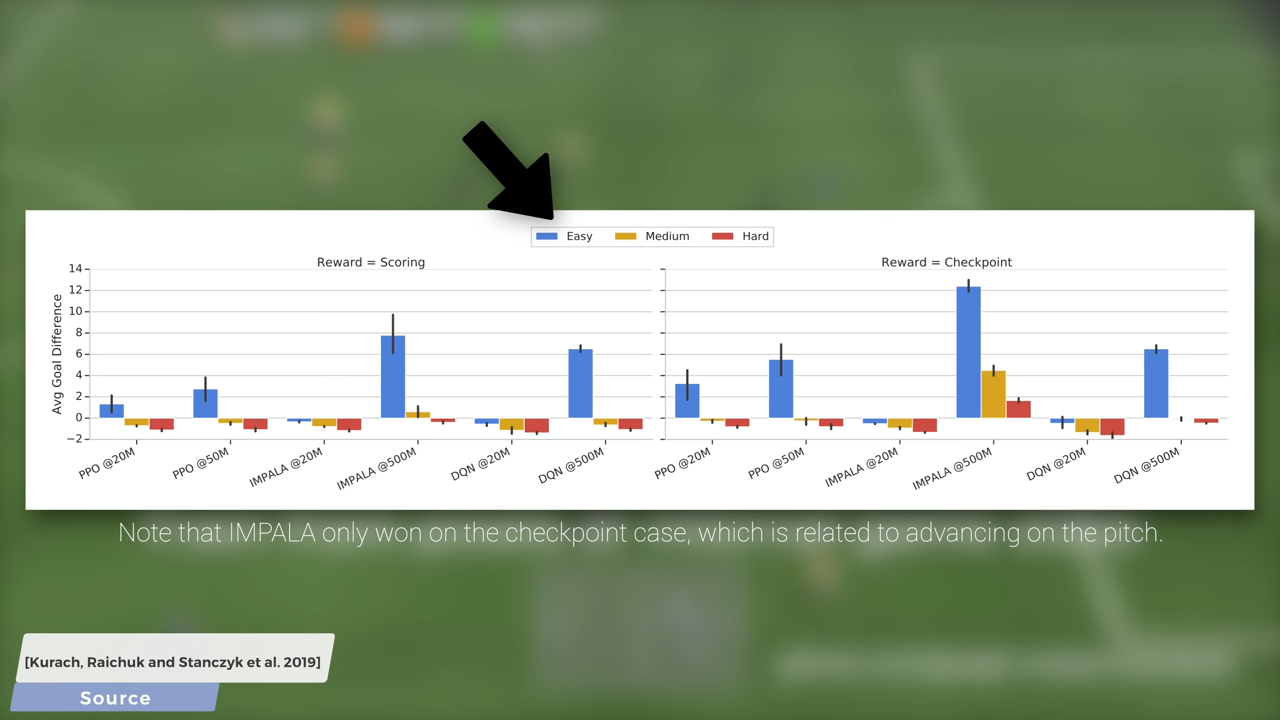 Easy Medium Hard
Reward = Scoring
Reward = Checkpoint
Avg Goal Difference
14
12
10
8
6
4
2
0
−2
PPO @20M
PPO @50M
IMPALA @20M
IMPALA @500M
DQN @20M
DQN @500M
PPO @20M
PPO @50M
IMPALA @20M
IMPALA @500M
DQN @20M
DQN @500M
Note that IMPALA only won on the checkpoint case, which is related to advancing on the pitch.
[Kurach, Raichuk and Stanczyk et al. 2019]
Source